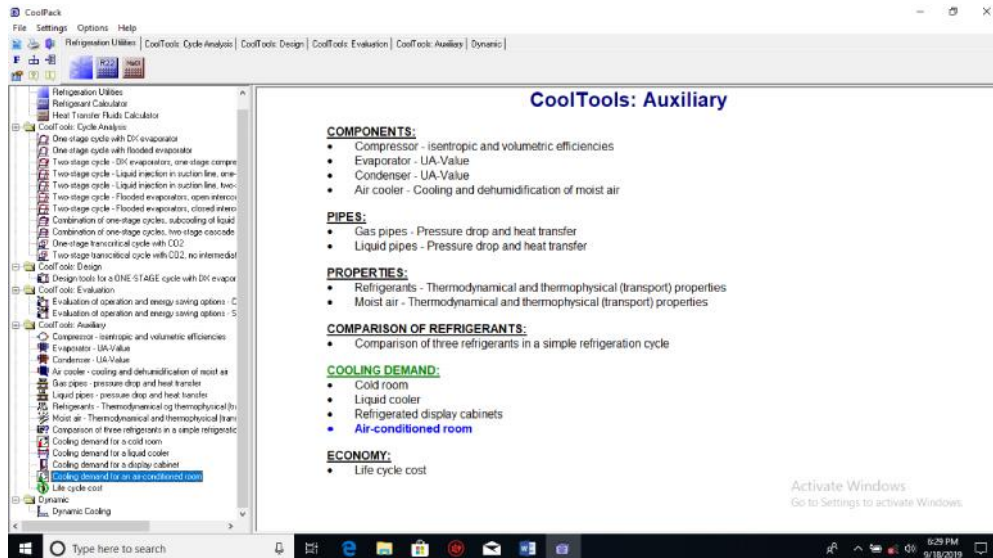 CoolPack
File Settings Options Help
Refrigeration Utilities CoolTools: Cycle Analysis CoolTools: Design CoolTools: Evaluation CoolTools: Auxiliary Dynamic
Refrigeration Utilities
Refrigerant Calculator
Heat Transfer Fluids Calculator
CoolTools: Cycle Analysis
One stage cycle with DX evaporator
One stage cycle with flooded evaporator
Two-stage cycle - DX evaporators, one-stage compre
Two-stage cycle - Liquid injection in suction line, one-
Two-stage cycle - Liquid injection in suction line, two-
Two-stage cycle - Flooded evaporators, open interco
Two-stage cycle - Flooded evaporators, closed interc
Combination of one-stage cycles, subcooling of liquid
Combination of one-stage cycles, two-stage cascade
One-stage transcritical cycle with CO2
Two-stage transcritical cycle with CO2, no intermediat
CoolTools: Design
Design tools for a ONE-STAGE cycle with DX evapor
CoolTools: Evaluation
Evaluation of operation and energy saving options - C
Evaluation of operation and energy saving options - S
CoolTools: Auxiliary
Compressor - isentropic and volumetric efficiencies
Evaporator - UA-Value
Condenser - UA-Value
Air cooler - cooling and dehumidification of moist air
Gas pipes - pressure drop and heat transfer
Liquid pipes - pressure drop and heat transfer
Refrigerants - Thermodynamical og thermophysical (tr
Moist air - Thermodynamical and thermophysical (tran
Comparison of three refrigerants in a simple refrigeratic
Cooling demand for a cold room
Cooling demand for a liquid cooler
Cooling demand for a display cabinet
Cooling demand for an air-conditioned room
Life cycle cost
Dynamic
Dynamic Cooling
CoolTools: Auxiliary
COMPONENTS:
• Compressor - isentropic and volumetric efficiencies
• Evaporator - UA-Value
• Condenser - UA-Value
• Air cooler - Cooling and dehumidification of moist air
PIPES:
• Gas pipes - Pressure drop and heat transfer
• Liquid pipes - Pressure drop and heat transfer
PROPERTIES:
• Refrigerants - Thermodynamical and thermophysical (transport) properties
• Moist air - Thermodynamical and thermophysical (transport) properties
COMPARISON OF REFRIGERANTS:
• Comparison of three refrigerants in a simple refrigeration cycle
COOLING DEMAND:
• Cold room
• Liquid cooler
• Refrigerated display cabinets
• Air-conditioned room
ECONOMY:
• Life cycle cost
Activate Windows
Go to Settings to activate Windows.
Type here to search
6:29 PM
9/18/2019